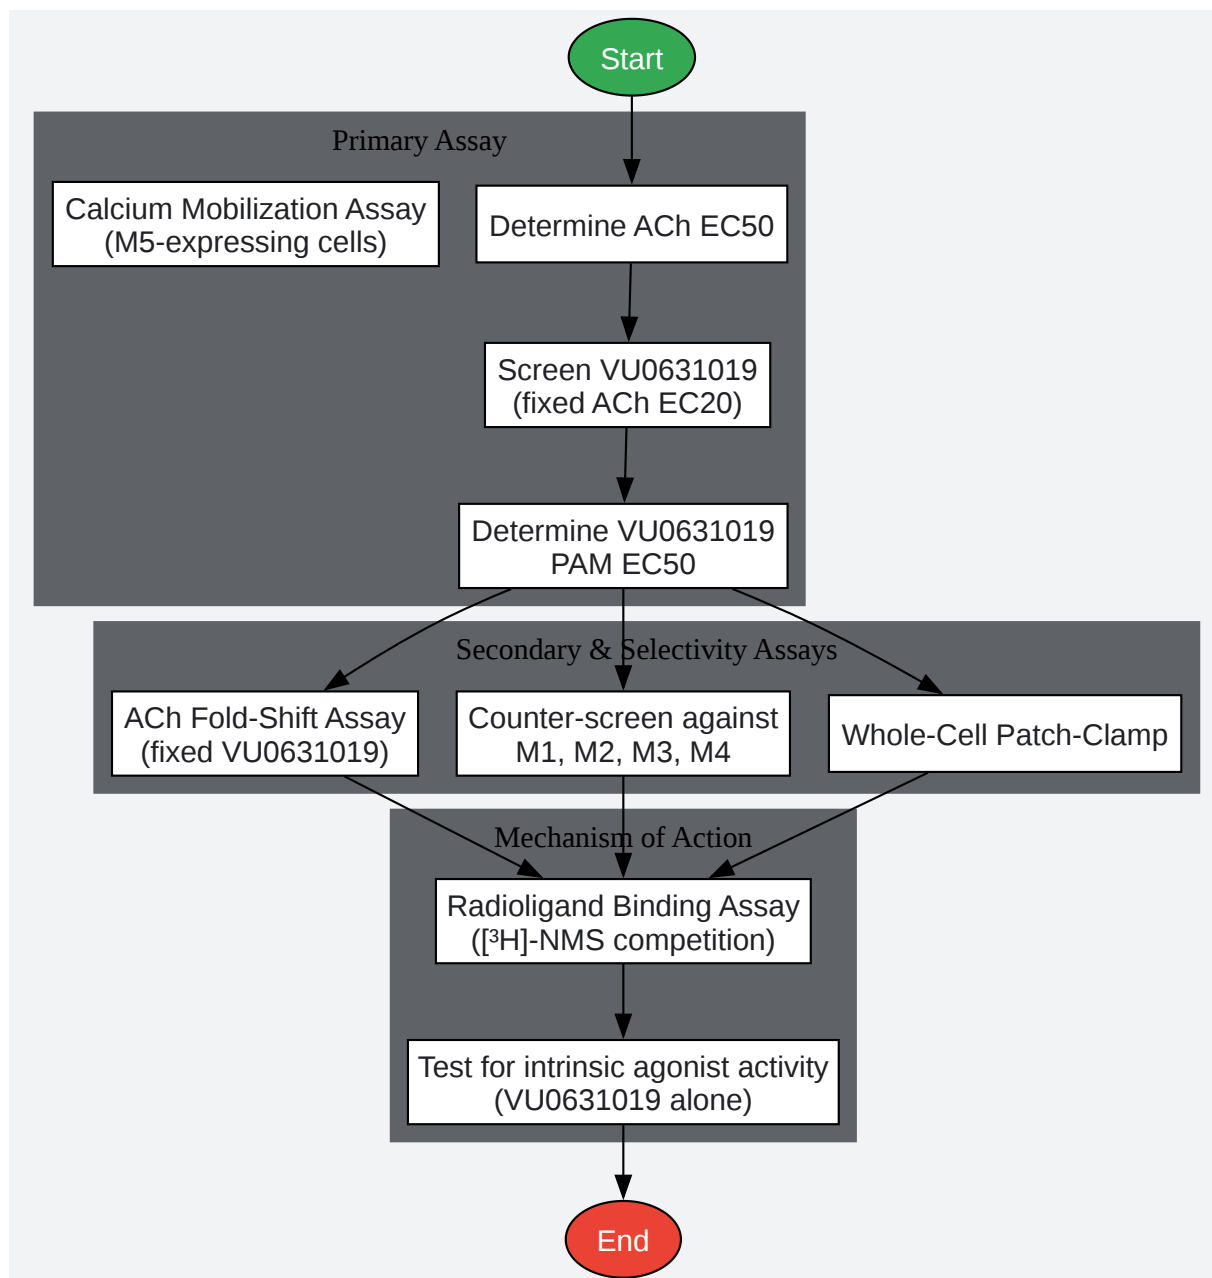 Start
Primary Assay
Calcium Mobilization Assay
(M5-expressing cells)
Determine ACh EC50
Screen VU0631019
(fixed ACh EC20)
Determine VU0631019
PAM EC50
Secondary & Selectivity Assays
ACh Fold-Shift Assay
(fixed VU0631019)
Counter-screen against
M1, M2, M3, M4
Whole-Cell Patch-Clamp
Mechanism of Action
Radioligand Binding Assay
([³H]-NMS competition)
Test for intrinsic agonist activity
(VU0631019 alone)
End